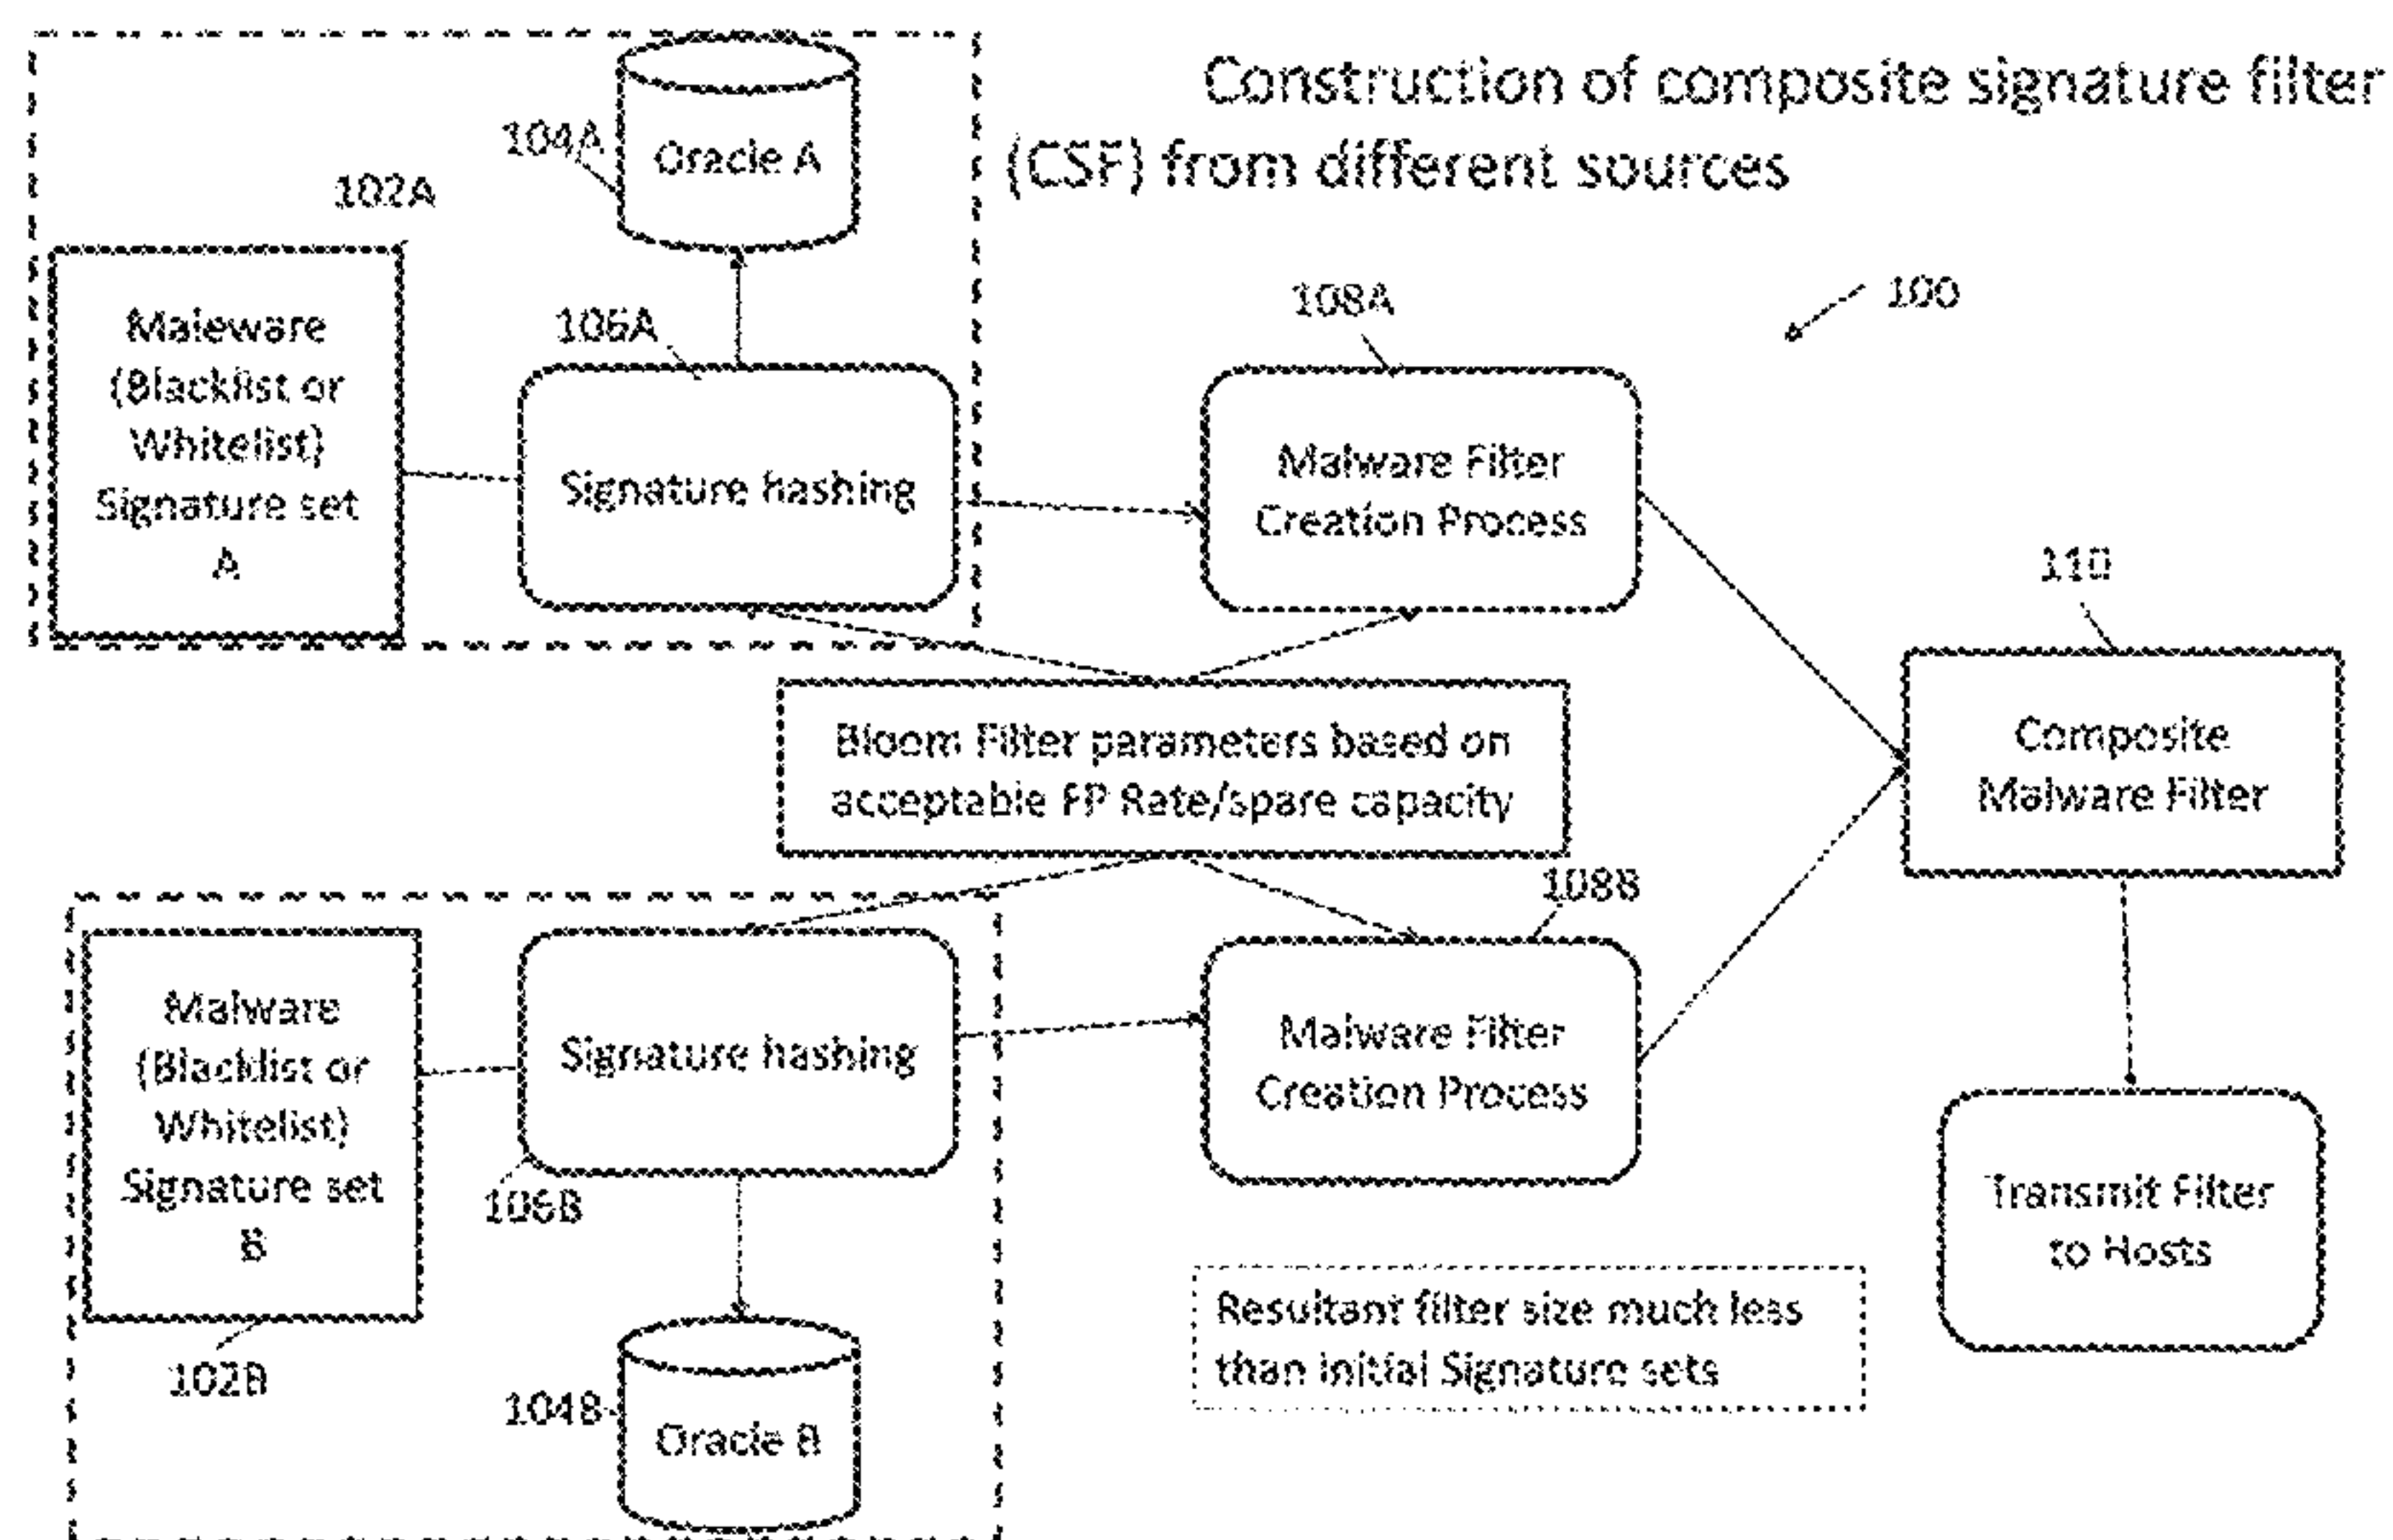 Construction of composite signature filter
(CSF) from different sources
100
104A
Oracle A
102A
Maleware
(Blacklist or
Whitelist)
Signature set
A
106A
Signature hashing
108A
Malware Filter
Creation Process
110
Composite
Malware Filter
Bloom Filter parameters based on
acceptable FP Rate/spare capacity
108B
Malware
(Blacklist or
Whitelist)
Signature set
B
102B
Signature hashing
106B
Malware Filter
Creation Process
Transmit Filter
to Hosts
Resultant filter size much less
than initial Signature sets
104B
Oracle B